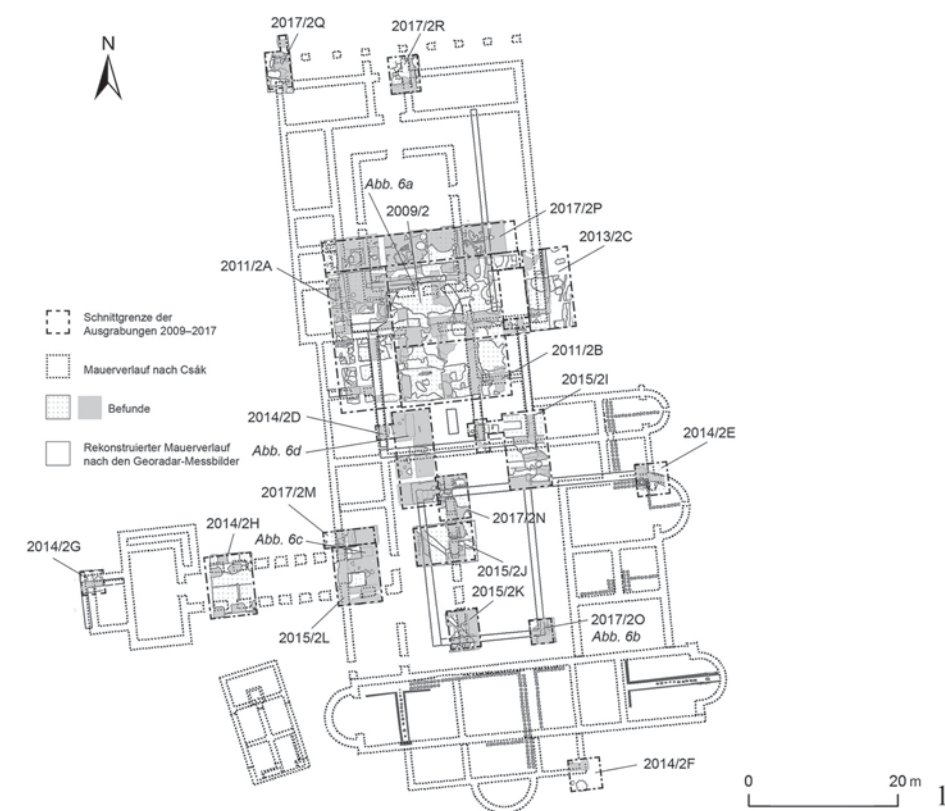 2017/2Q
2017/2R
N
Abb. 6a
2009/2
2017/2P
2013/2C
2011/2A
Schnittgrenze der
Ausgrabungen 2009–2017
Mauerverlauf nach Csák
Befunde
Rekonstruierter Mauerverlauf
nach den Georadar-Messbilder
2011/2B
2015/2I
2014/2D
Abb. 6d
2014/2E
2017/2M
2017/2N
2014/2H
Abb. 6c
2014/2G
2015/2J
2015/2K
2015/2L
2017/2O
Abb. 6b
2014/2F
0
20 m